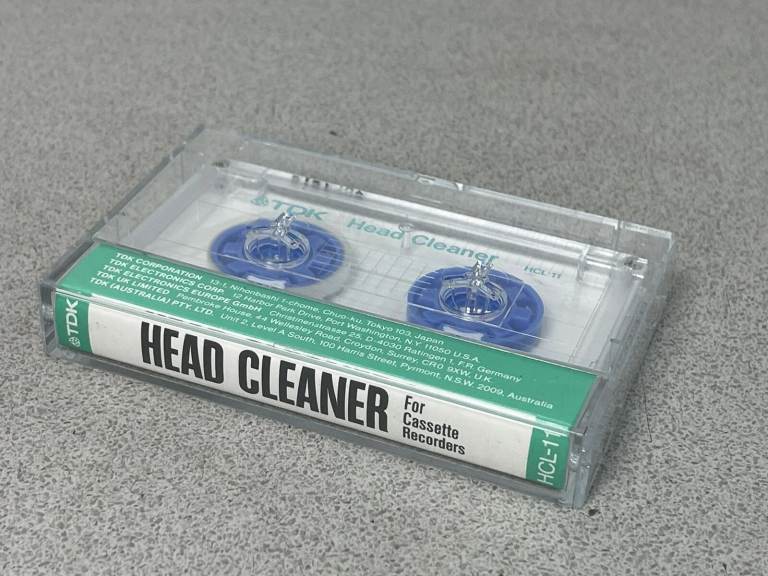 TDK Head Cleaner HCL-11
TDK CORPORATION 13-1, Nihonbashi 1-chome, Chuo-ku, Tokyo 103, Japan
TDK ELECTRONICS CORP. 12 Harbor Park Drive, Port Washington, N.Y. 11050 U.S.A.
TDK ELECTRONICS EUROPE GmbH Christinenstrasse 25, D-4030 Ratingen 1, F.R. Germany
TDK UK LIMITED Pembroke House, 44 Wellesley Road, Croydon, Surrey, CR0 9XW, U.K.
TDK (AUSTRALIA) PTY. LTD. Unit 2, Level A South, 100 Harris Street, Pyrmont, N.S.W. 2009, Australia
TDK
HEAD CLEANER
For
Cassette
Recorders
HCL-11